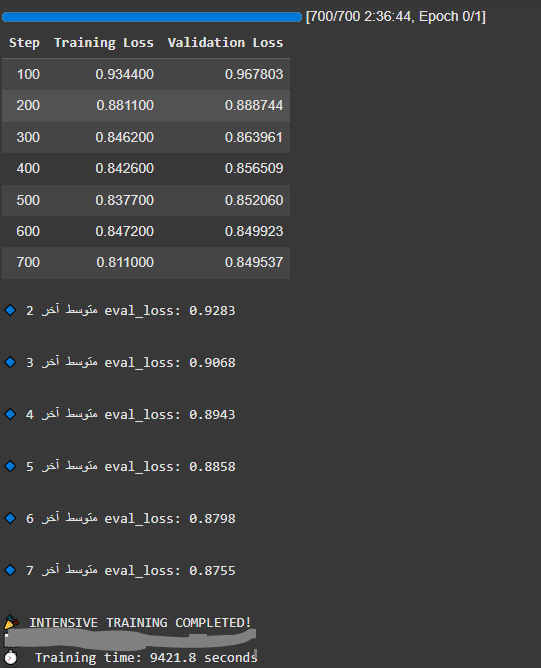 [700/700 2:36:44, Epoch 0/1]
Step Training Loss Validation Loss
100 0.934400 0.967803
200 0.881100 0.888744
300 0.846200 0.863961
400 0.842600 0.856509
500 0.837700 0.852060
600 0.847200 0.849923
700 0.811000 0.849537
🔹 متوسط آخر 2 eval_loss: 0.9283
🔹 متوسط آخر 3 eval_loss: 0.9068
🔹 متوسط آخر 4 eval_loss: 0.8943
🔹 متوسط آخر 5 eval_loss: 0.8858
🔹 متوسط آخر 6 eval_loss: 0.8798
🔹 متوسط آخر 7 eval_loss: 0.8755
🎉 INTENSIVE TRAINING COMPLETED!
⏱ Training time: 9421.8 seconds